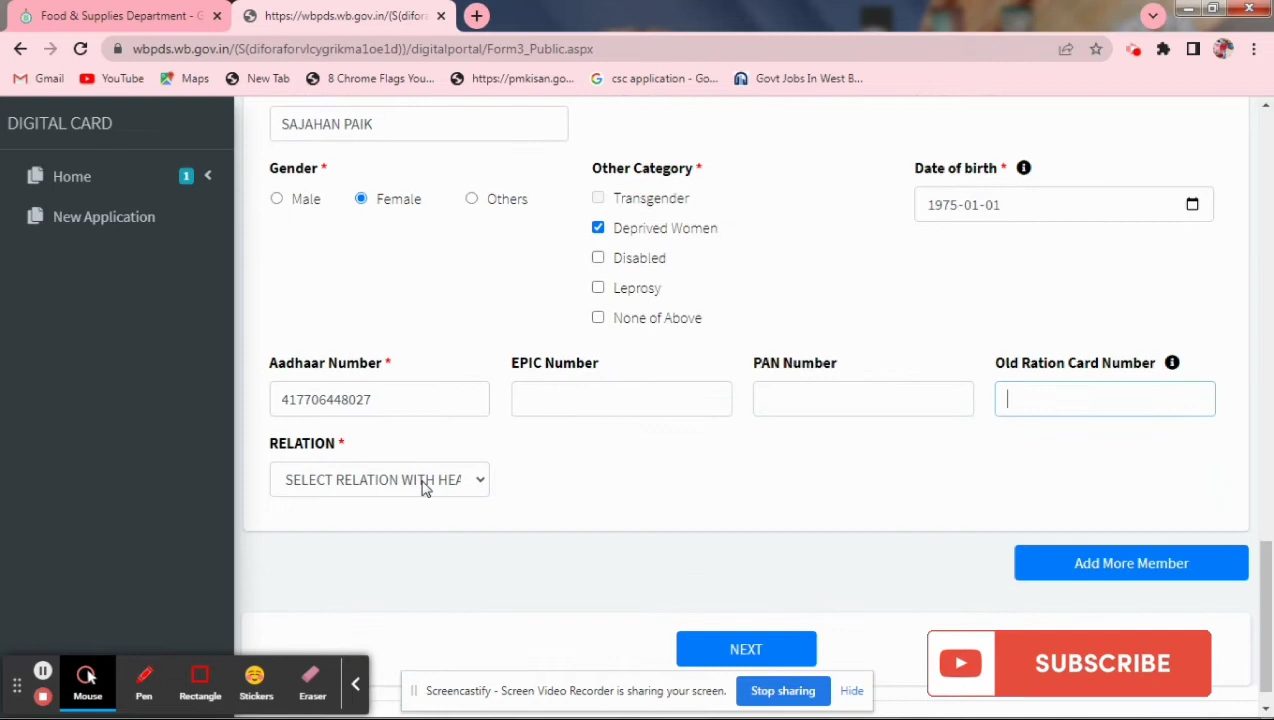 Food & Supplies Department - G
https://wbpds.wb.gov.in/(S(difora
wbpds.wb.gov.in/(S(diforaforvlcygrikma1oe1d))/digitalportal/Form3_Public.aspx
Gmail YouTube Maps New Tab 8 Chrome Flags You... https://pmkisan.go... csc application - Go... Govt Jobs In West B...
DIGITAL CARD
Home 1
New Application
SAJAHAN PAIK
Gender * Other Category * Date of birth *
Male Female Others Transgender 1975-01-01
Deprived Women
Disabled
Leprosy
None of Above
Aadhaar Number * EPIC Number PAN Number Old Ration Card Number
417706448027
RELATION *
SELECT RELATION WITH HEA
Add More Member
NEXT
SUBSCRIBE
Mouse Pen Rectangle Stickers Eraser
Screencastify - Screen Video Recorder is sharing your screen. Stop sharing Hide